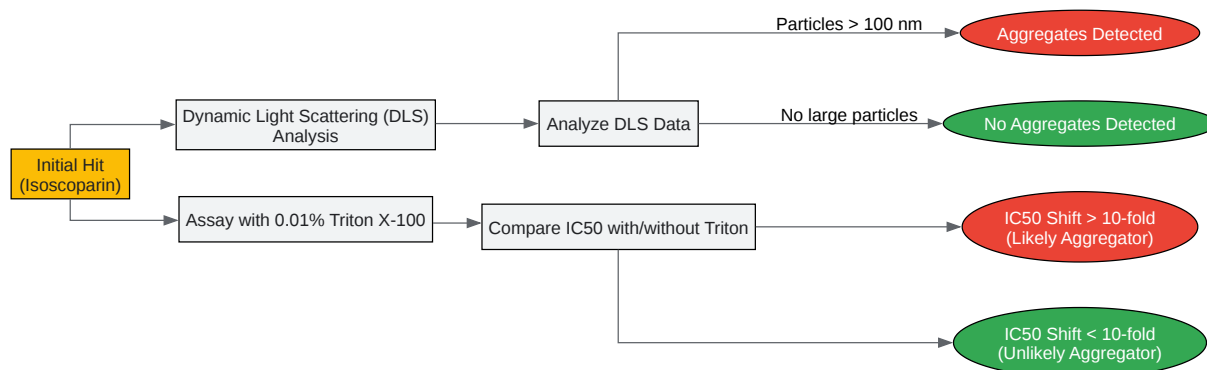 Particles > 100 nm
Aggregates Detected
Dynamic Light Scattering (DLS)
Analysis
Analyze DLS Data
No large particles
No Aggregates Detected
Initial Hit
(Isoscoparin)
Assay with 0.01% Triton X-100
Compare IC50 with/without Triton
IC50 Shift > 10-fold
(Likely Aggregator)
IC50 Shift < 10-fold
(Unlikely Aggregator)